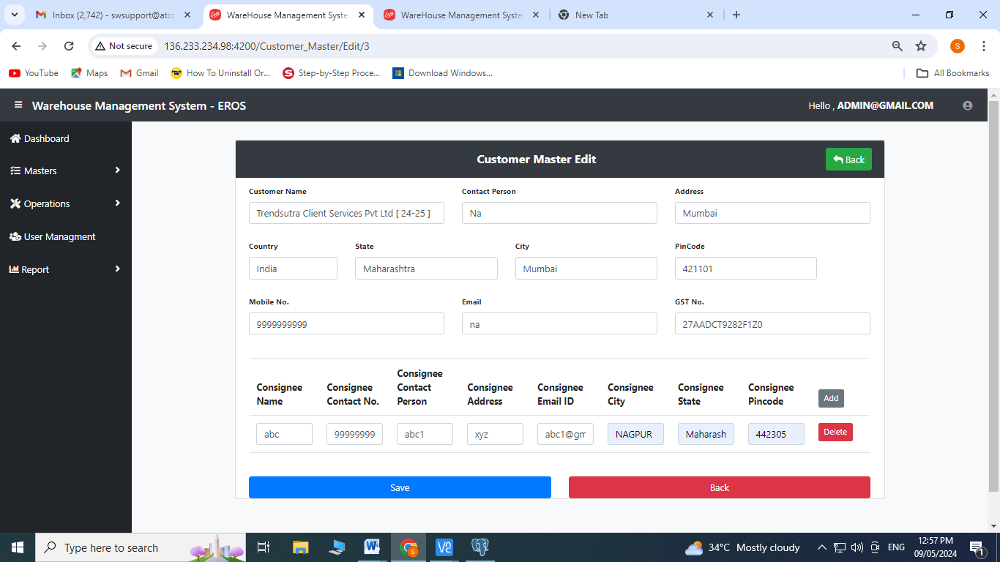 Inbox (2,742) - swsupport@atcg
WareHouse Management Syste
WareHouse Management Syste
New Tab
Not secure
136.233.234.98:4200/Customer_Master/Edit/3
S
YouTube
Maps
Gmail
How To Uninstall Or...
Step-by-Step Proce...
Download Windows...
All Bookmarks
Warehouse Management System - EROS
Hello , ADMIN@GMAIL.COM
Dashboard
Masters
Operations
User Managment
Report
Customer Master Edit
Back
Customer Name
Contact Person
Address
Trendsutra Client Services Pvt Ltd [ 24-25 ]
Na
Mumbai
Country
State
City
PinCode
India
Maharashtra
Mumbai
421101
Mobile No.
Email
GST No.
9999999999
na
27AADCT9282F1Z0
Consignee Name
Consignee Contact No.
Consignee Contact Person
Consignee Address
Consignee Email ID
Consignee City
Consignee State
Consignee Pincode
Add
abc
99999999
abc1
xyz
abc1@gm
NAGPUR
Maharash
442305
Delete
Save
Back
Type here to search
34°C Mostly cloudy
ENG
12:57 PM
09/05/2024
1